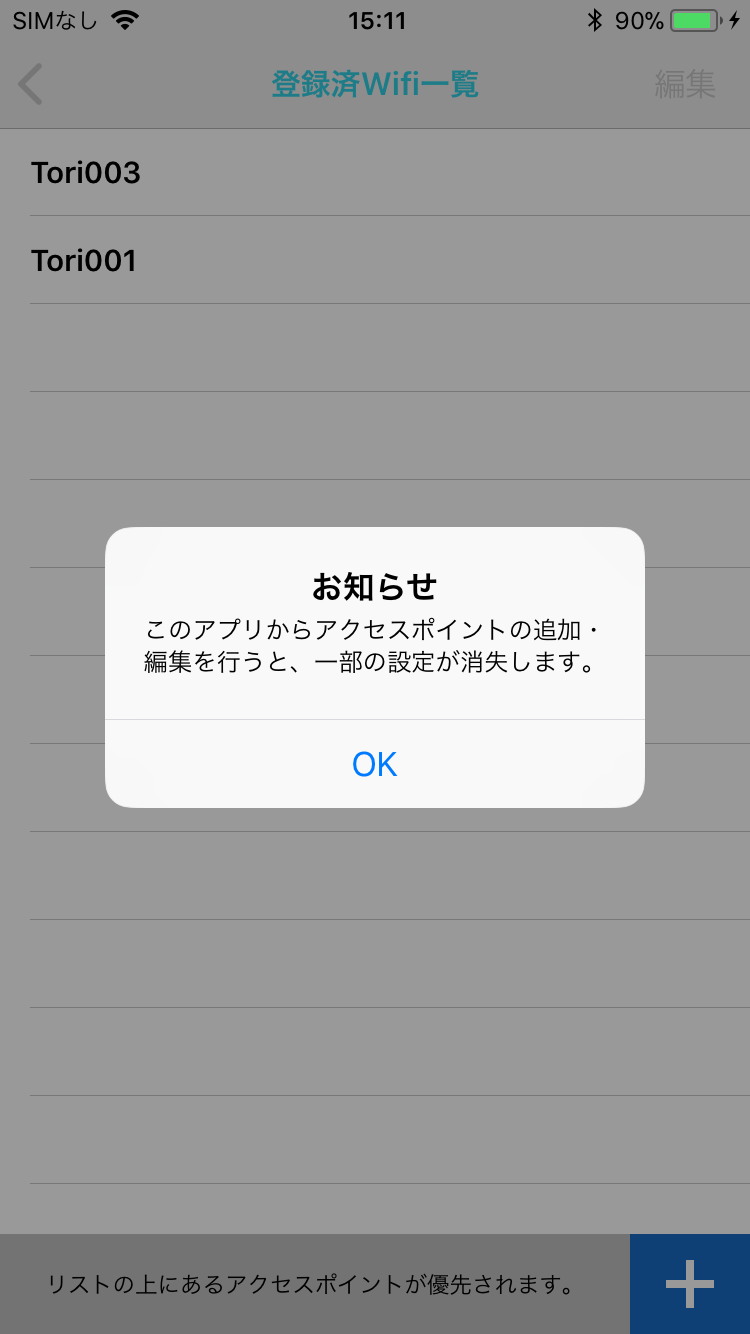 SIMなし 15:11 90%
登録済Wifi一覧 編集
Tori003
Tori001
お知らせ
このアプリからアクセスポイントの追加・
編集を行うと、一部の設定が消失します。
OK
リストの上にあるアクセスポイントが優先されます。